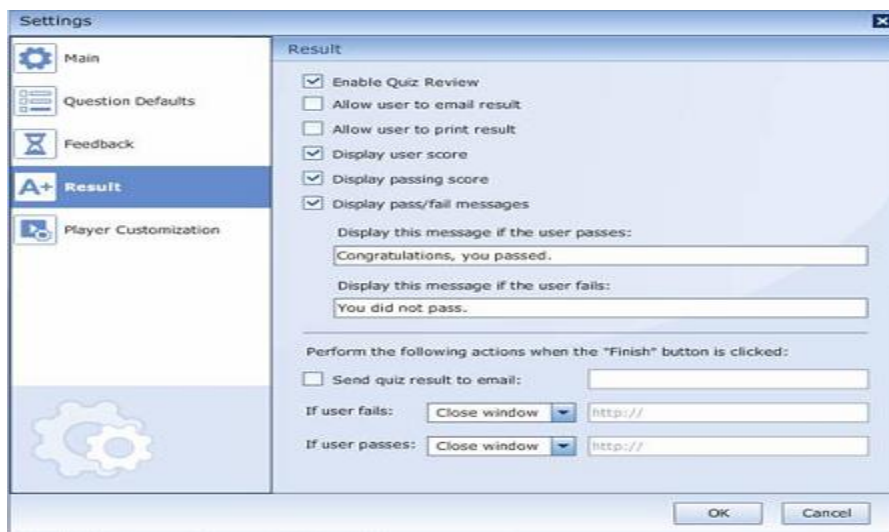 Settings
Main
Question Defaults
Feedback
A+ Result
Player Customization
Result
Enable Quiz Review
Allow user to email result
Allow user to print result
Display user score
Display passing score
Display pass/fail messages
Display this message if the user passes:
Congratulations, you passed.
Display this message if the user fails:
You did not pass.
Perform the following actions when the "Finish" button is clicked:
Send quiz result to email:
If user fails: Close window http://
If user passes: Close window http://
OK Cancel